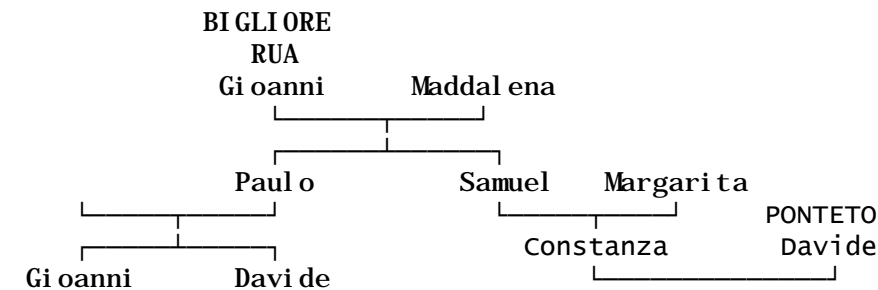 BIGLIORE
RUA
Gioanni Maddalena
Paulo Samuel Margarita
PONTETO
Constanza Davide
Gioanni Davide